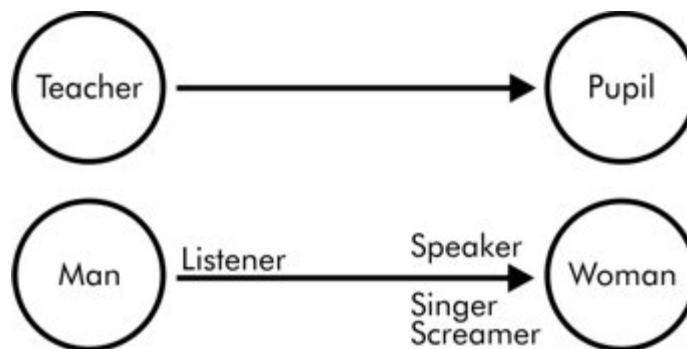 Teacher
Pupil
Man
Listener
Speaker
Singer
Screamer
Woman